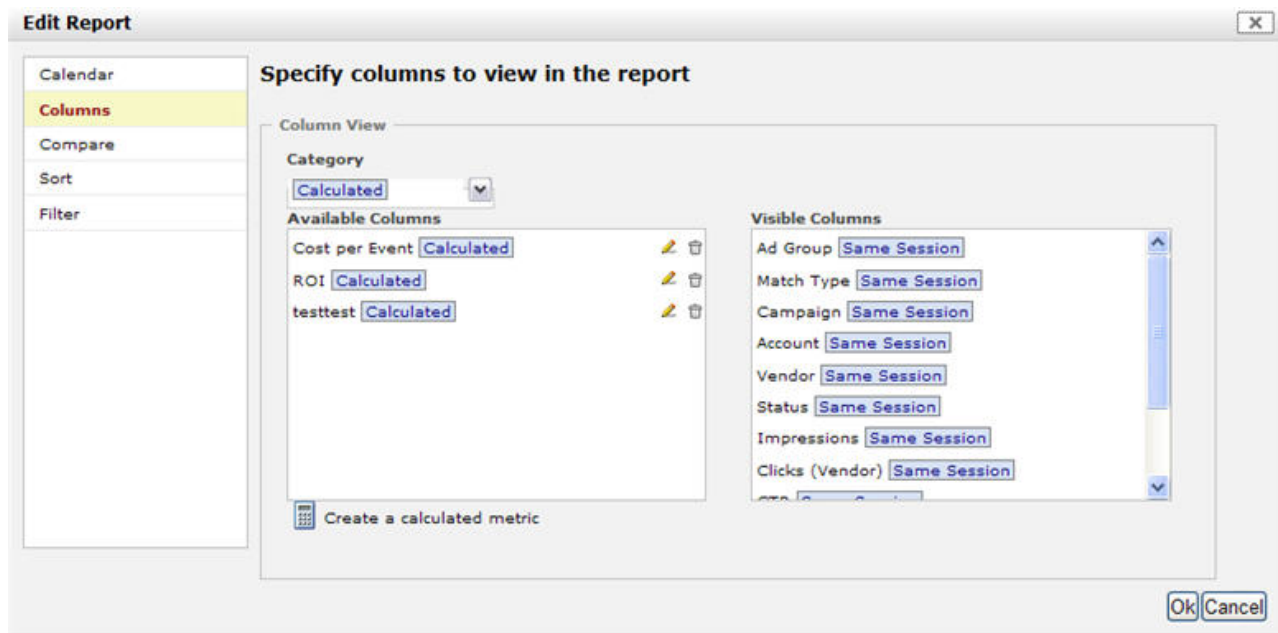 Edit Report
Calendar
Columns
Compare
Sort
Filter
Specify columns to view in the report
Column View
Category
Calculated
Available Columns
Cost per Event Calculated
ROI Calculated
testtest Calculated
Create a calculated metric
Visible Columns
Ad Group Same Session
Match Type Same Session
Campaign Same Session
Account Same Session
Vendor Same Session
Status Same Session
Impressions Same Session
Clicks (Vendor) Same Session
Ok Cancel